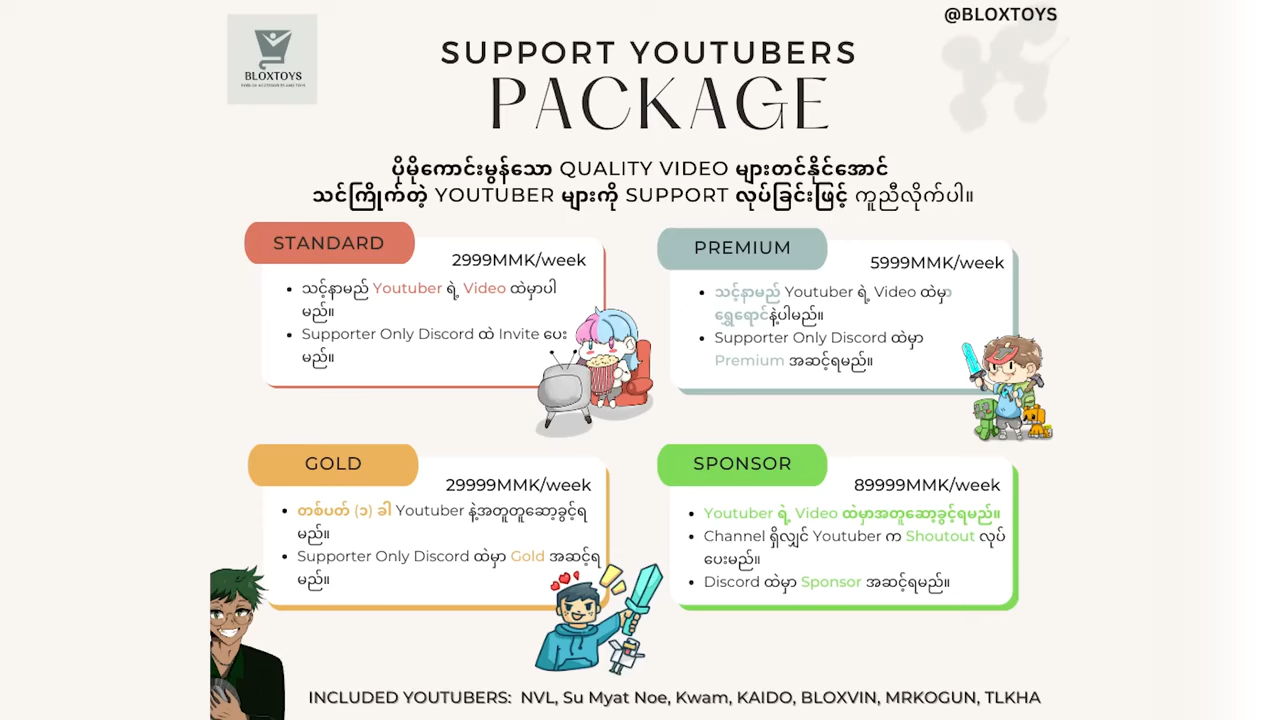 @BLOXTOYS
BLOXTOYS
SUPPORT YOUTUBERS
PACKAGE
ပိုမိုကောင်းမွန်သော QUALITY VIDEO များတင်နိုင်အောင်
သင်ကြိုက်တဲ့ YOUTUBER များကို SUPPORT လုပ်ခြင်းဖြင့် ကူညီလိုက်ပါ။
STANDARD
2999MMK/week
• သင့်နာမည် Youtuber ရဲ့ Video ထဲမှာပါ
မည်။
• Supporter Only Discord ထဲ Invite ပေး
မည်။
PREMIUM
5999MMK/week
• သင့်နာမည် Youtuber ရဲ့ Video ထဲမှာ
ရွှေရောင်နဲ့ပါမည်။
• Supporter Only Discord ထဲမှာ
Premium အဆင့်ရမည်။
GOLD
29999MMK/week
• တစ်ပတ် (၁) ခါ Youtuber နဲ့အတူတူဆော့ခွင့်ရ
မည်။
• Supporter Only Discord ထဲမှာ Gold အဆင့်ရ
မည်။
SPONSOR
89999MMK/week
• Youtuber ရဲ့ Video ထဲမှာအတူဆော့ခွင့်ရမည်။
• Channel ရှိလျှင် Youtuber က Shoutout လုပ်
ပေးမည်။
• Discord ထဲမှာ Sponsor အဆင့်ရမည်။
INCLUDED YOUTUBERS: NVL, Su Myat Noe, Kwam, KAIDO, BLOXVIN, MRKOGUN, TLKHA